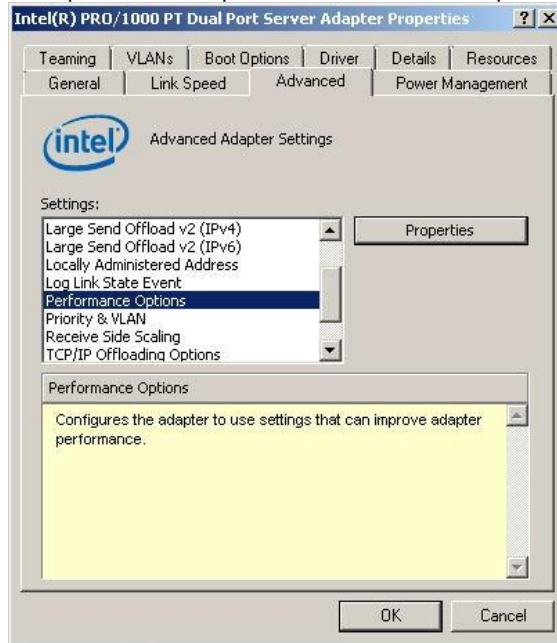 Intel(R) PRO/1000 PT Dual Port Server Adapter Properties
Teaming VLANs Boot Options Driver Details Resources
General Link Speed Advanced Power Management
intel Advanced Adapter Settings
Settings:
Large Send Offload v2 (IPv4)
Properties
Large Send Offload v2 (IPv6)
Locally Administered Address
Log Link State Event
Performance Options
Priority & VLAN
Receive Side Scaling
TCP/IP Offloading Options
Performance Options
Configures the adapter to use settings that can improve adapter
performance.
OK Cancel